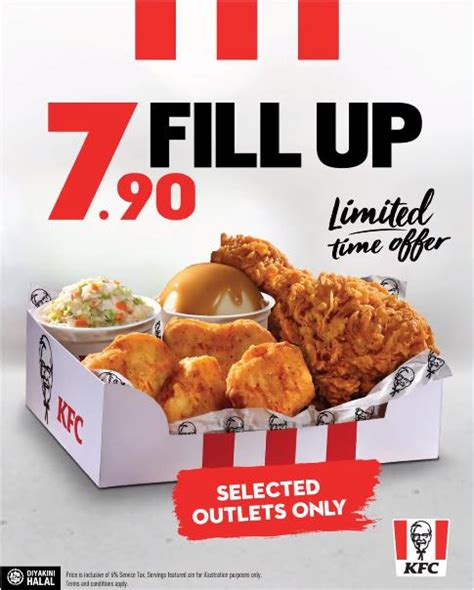 7.90 FILL UP
Limited
time offer
KFC
SELECTED
OUTLETS ONLY
KFC
DIYAKINI
HALAL
Price is inclusive of 6% Service Tax. Servings featured are for illustration purposes only.
Terms and conditions apply.